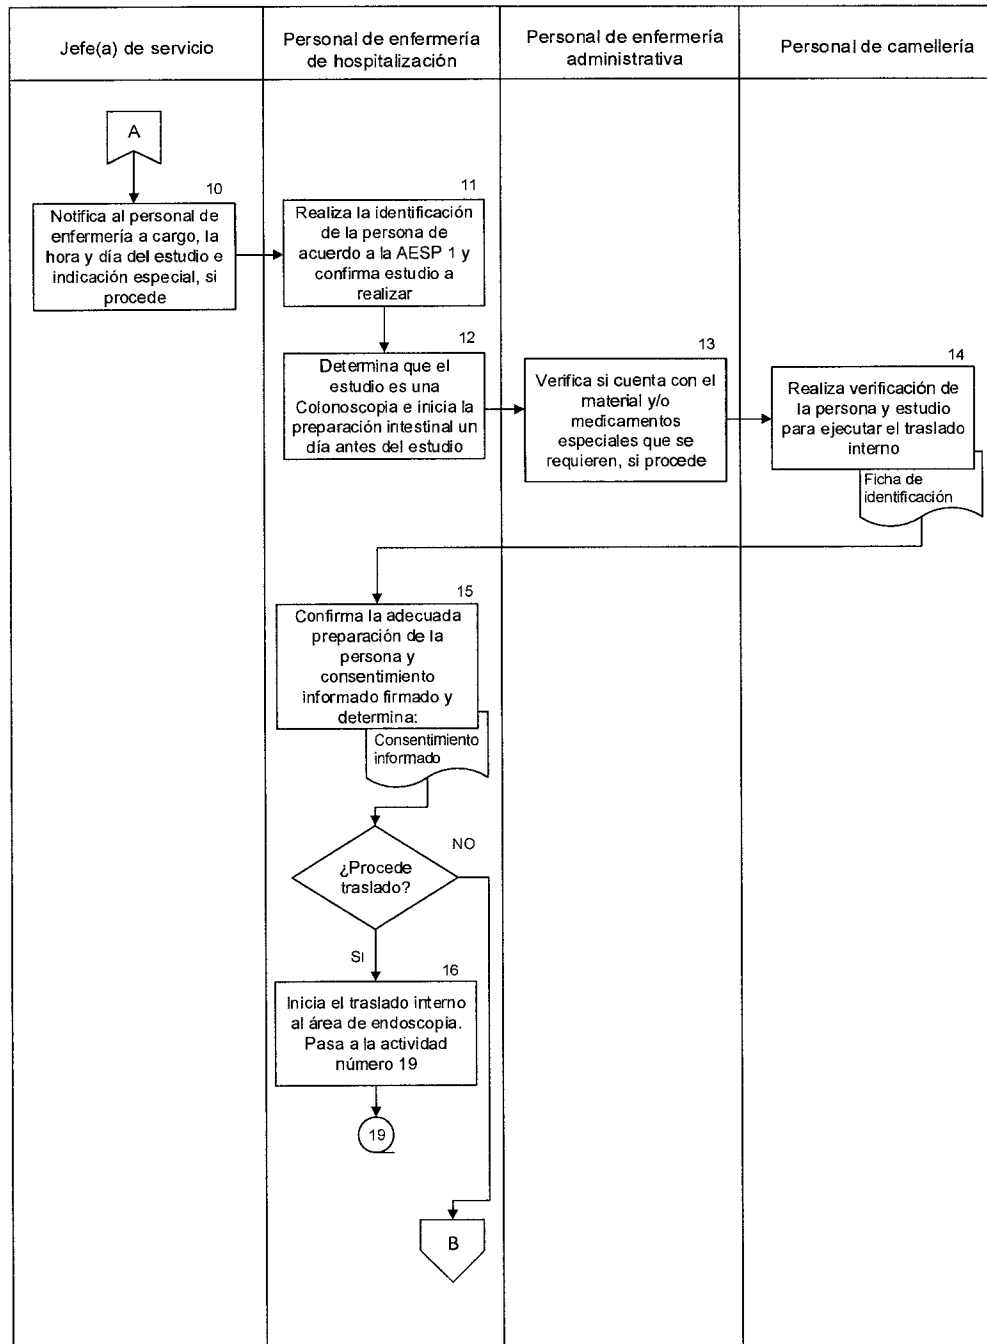 Jefe(a) de servicio
Personal de enfermería
de hospitalización
Personal de enfermería
administrativa
Personal de camellería
A
10
Notifica al personal de
enfermería a cargo, la
hora y día del estudio e
indicación especial, si
procede
11
Realiza la identificación
de la persona de
acuerdo a la AESP 1 y
confirma estudio a
realizar
12
Determina que el
estudio es una
Colonoscopia e inicia la
preparación intestinal un
día antes del estudio
13
Verifica si cuenta con el
material y/o
medicamentos
especiales que se
requieren, si procede
14
Realiza verificación de
la persona y estudio
para ejecutar el traslado
interno
Ficha de
identificación
15
Confirma la adecuada
preparación de la
persona y
consentimiento
informado firmado y
determina:
Consentimiento
informado
¿Procede
traslado?
NO
SI
16
Inicia el traslado interno
al área de endoscopia.
Pasa a la actividad
número 19
19
B